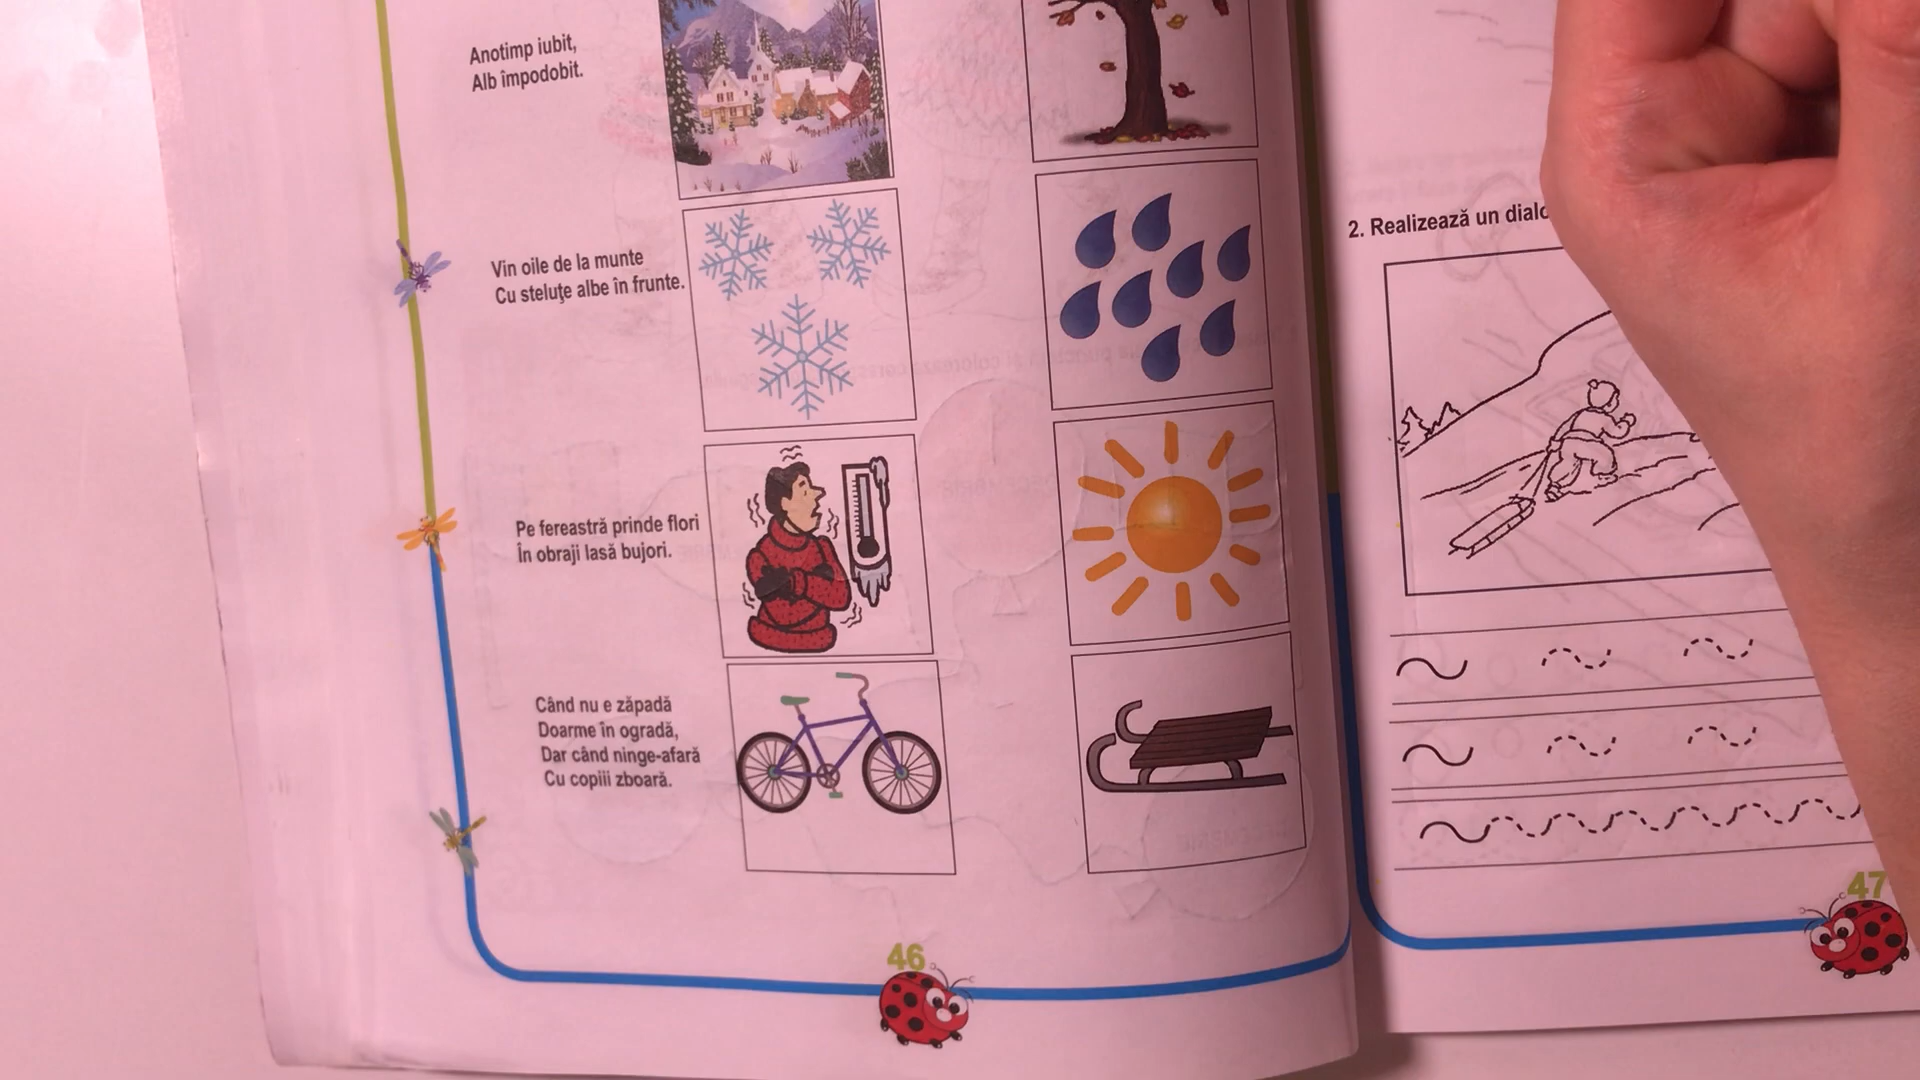 Anotimp iubit,
Alb împodobit.
Vin oile de la munte
Cu steluţe albe în frunte.
Pe fereastră prinde flori
În obraji lasă bujori.
Când nu e zăpadă
Doarme în ogradă,
Dar când ninge-afară
Cu copiii zboară.
46
2. Realizează un
47